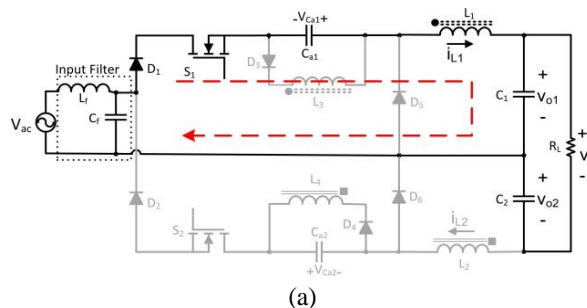 -VCa1+
L1
D1
S1
Ca1
iL1
Input Filter
D3
L3
D5
C1
+
Vo1
-
Lf
Cf
Vac
RL
+
V
-
D2
L4
D6
C2
+
Vo2
-
S2
D4
iL2
Ca2
+VCa2-
L2
(a)